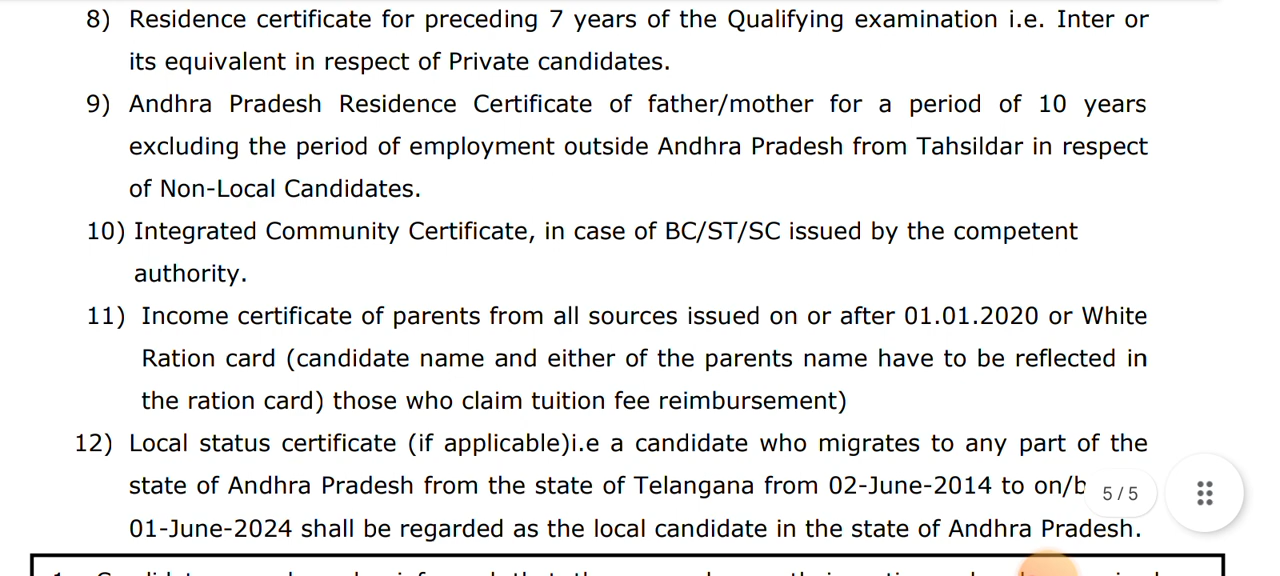 8) Residence certificate for preceding 7 years of the Qualifying examination i.e. Inter or
its equivalent in respect of Private candidates.
9) Andhra Pradesh Residence Certificate of father/mother for a period of 10 years
excluding the period of employment outside Andhra Pradesh from Tahsildar in respect
of Non-Local Candidates.
10) Integrated Community Certificate, in case of BC/ST/SC issued by the competent
authority.
11) Income certificate of parents from all sources issued on or after 01.01.2020 or White
Ration card (candidate name and either of the parents name have to be reflected in
the ration card) those who claim tuition fee reimbursement)
12) Local status certificate (if applicable)i.e a candidate who migrates to any part of the
state of Andhra Pradesh from the state of Telangana from 02-June-2014 to on/b
5/5
01-June-2024 shall be regarded as the local candidate in the state of Andhra Pradesh.